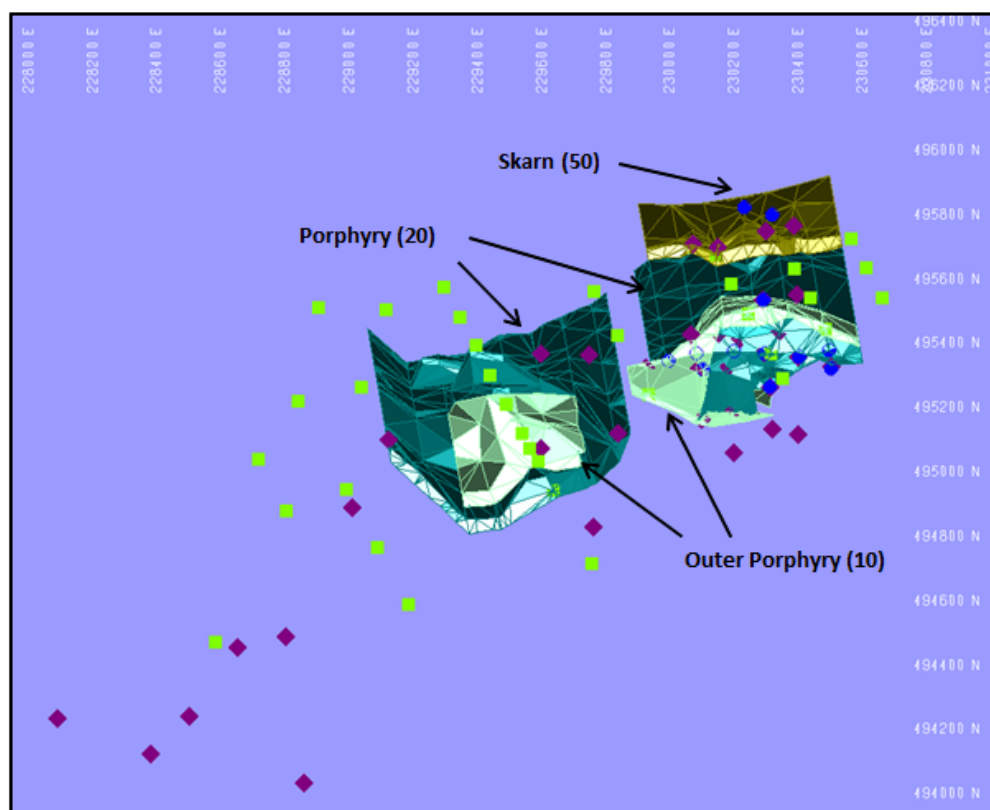 228000 E
228200 E
228400 E
228600 E
228800 E
229000 E
229200 E
229400 E
229600 E
229800 E
230000 E
230200 E
230400 E
230600 E
230800 E
496400 N
496200 N
496000 N
Skarn (50)
495800 N
Porphyry (20)
495600 N
495400 N
495200 N
495000 N
494800 N
Outer Porphyry (10)
494600 N
494400 N
494200 N
494000 N